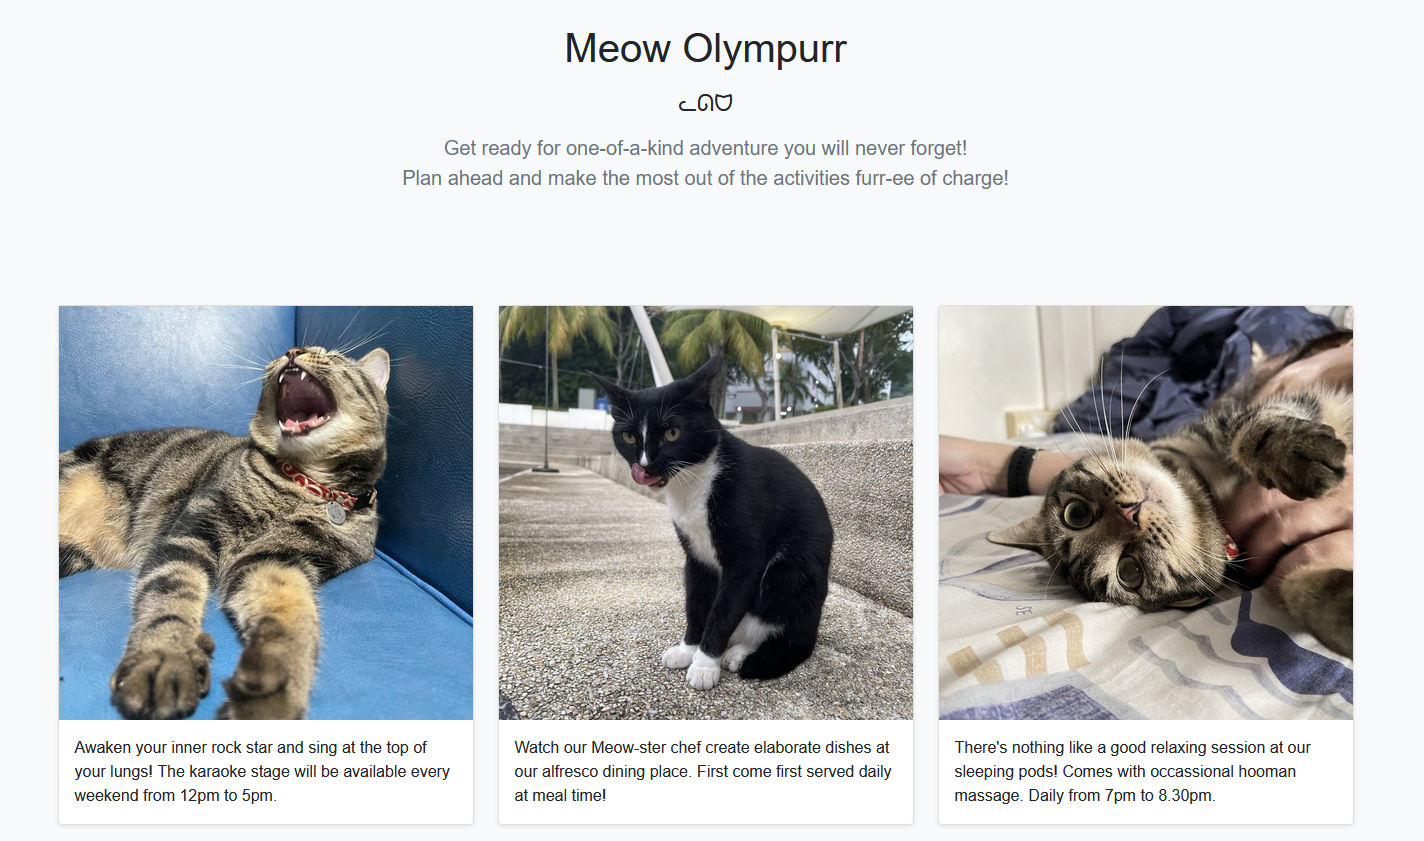 Meow Olympurr
ᓚᘏᗢ
Get ready for one-of-a-kind adventure you will never forget!
Plan ahead and make the most out of the activities furr-ee of charge!
Awaken your inner rock star and sing at the top of
your lungs! The karaoke stage will be available every
weekend from 12pm to 5pm.
Watch our Meow-ster chef create elaborate dishes at
our alfresco dining place. First come first served daily
at meal time!
There's nothing like a good relaxing session at our
sleeping pods! Comes with occassional hooman
massage. Daily from 7pm to 8.30pm.